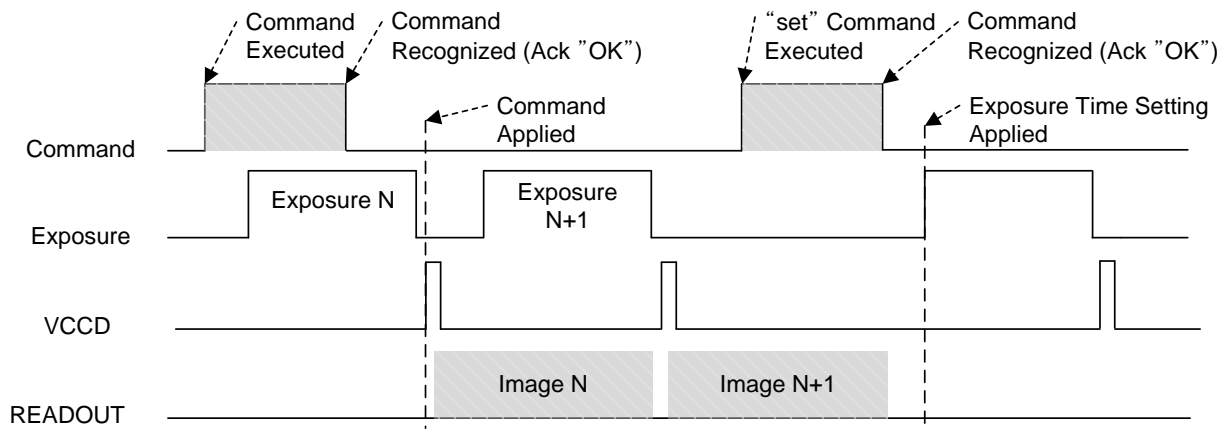 Command
Executed
Command
Recognized (Ack ”OK”)
“set” Command
Executed
Command
Recognized (Ack ”OK”)
Command
Applied
Exposure Time Setting
Applied
Command
Exposure N
Exposure
N+1
Exposure
VCCD
Image N
Image N+1
READOUT